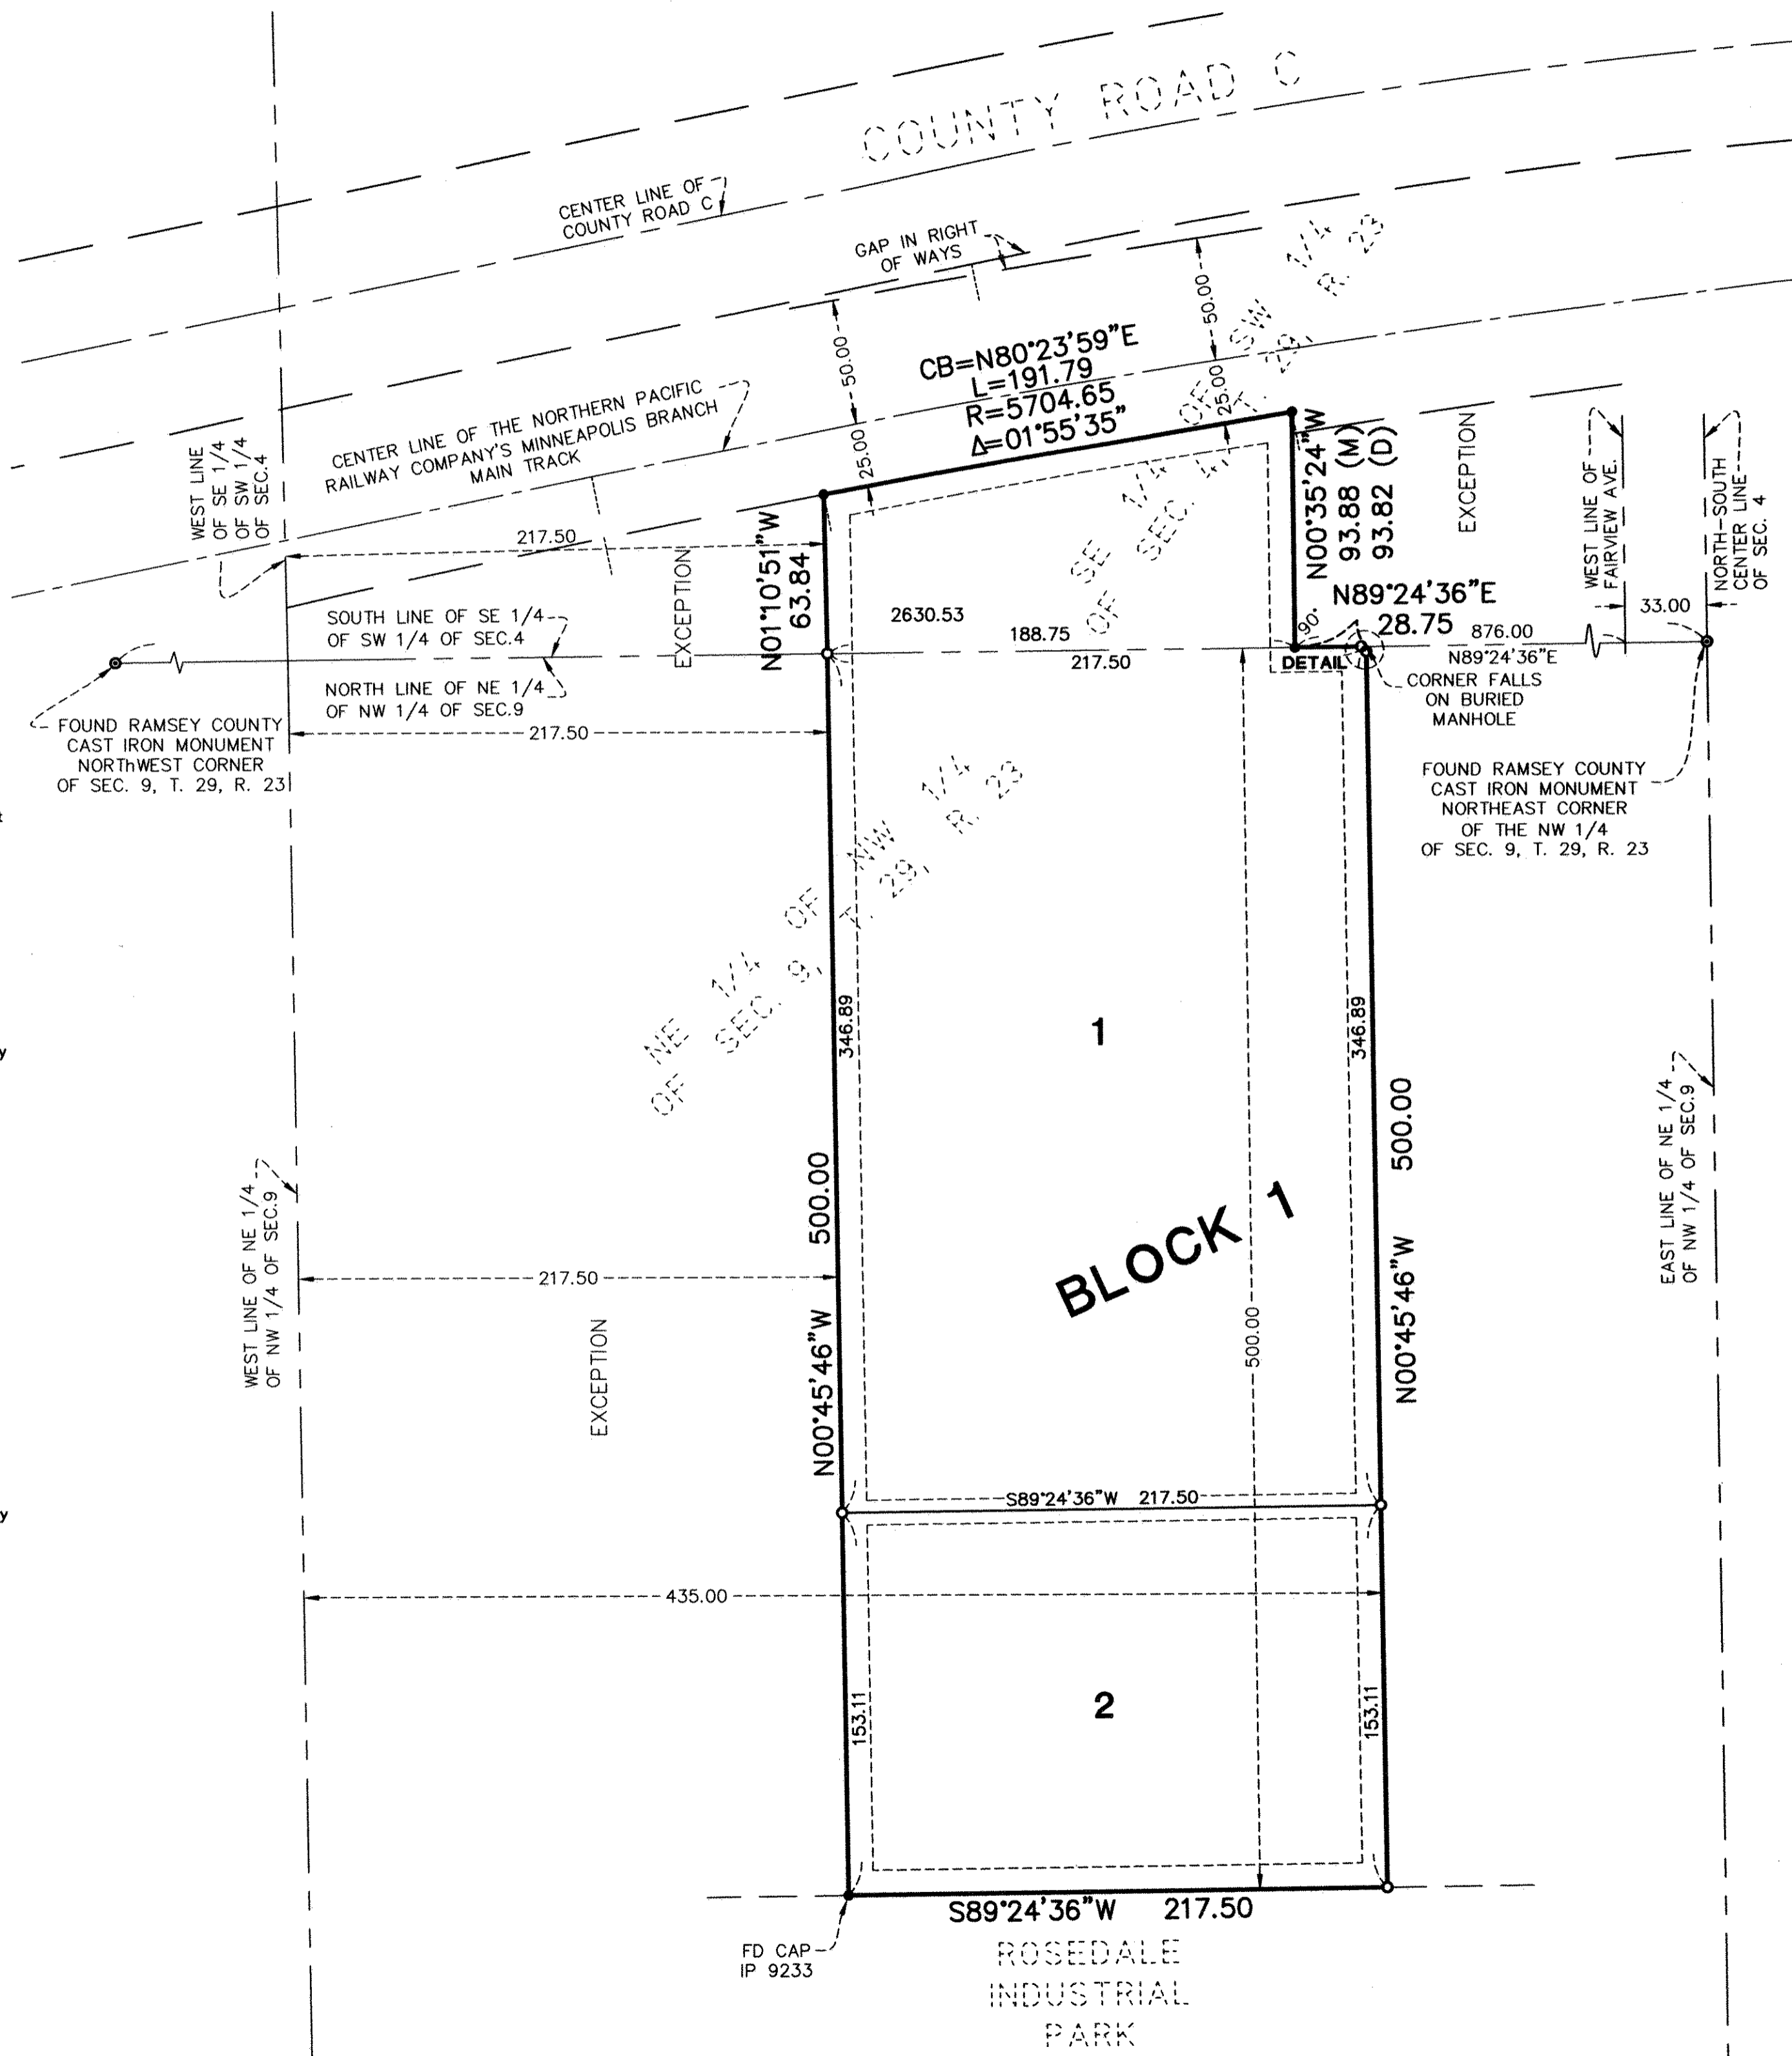 COUNTY ROAD C
CENTER LINE OF
COUNTY ROAD C
GAP IN RIGHT
OF WAYS
50.00
50.00
25.00
25.00
CB=N80°23'59"E
L=191.79
R=5704.65
Δ=01°55'35"
SE 1/4 OF SW 1/4
OF SEC. 4, T. 29, R. 23
CENTER LINE OF THE NORTHERN PACIFIC
RAILWAY COMPANY'S MINNEAPOLIS BRANCH
MAIN TRACK
WEST LINE
OF SE 1/4
OF SW 1/4
OF SEC.4
217.50
EXCEPTION
N01°10'51"W
63.84
N00°35'24"W
93.88 (M)
93.82 (D)
EXCEPTION
WEST LINE OF
FAIRVIEW AVE.
NORTH-SOUTH
CENTER LINE
OF SEC. 4
33.00
N89°24'36"E
28.75
90.
876.00
N89°24'36"E
2630.53
188.75
217.50
DETAIL
CORNER FALLS
ON BURIED
MANHOLE
SOUTH LINE OF SE 1/4
OF SW 1/4 OF SEC.4
NORTH LINE OF NE 1/4
OF NW 1/4 OF SEC.9
217.50
FOUND RAMSEY COUNTY
CAST IRON MONUMENT
NORThWEST CORNER
OF SEC. 9, T. 29, R. 23
FOUND RAMSEY COUNTY
CAST IRON MONUMENT
NORTHEAST CORNER
OF THE NW 1/4
OF SEC. 9, T. 29, R. 23
NE 1/4 OF NW 1/4
OF SEC. 9, T. 29, R. 23
346.89
1
346.89
500.00
N00°45'46"W
BLOCK 1
500.00
500.00
N00°45'46"W
WEST LINE OF NE 1/4
OF NW 1/4 OF SEC.9
EAST LINE OF NE 1/4
OF NW 1/4 OF SEC.9
217.50
EXCEPTION
S89°24'36"W 217.50
435.00
153.11
2
153.11
S89°24'36"W 217.50
FD CAP
IP 9233
ROSEDALE
INDUSTRIAL
PARK